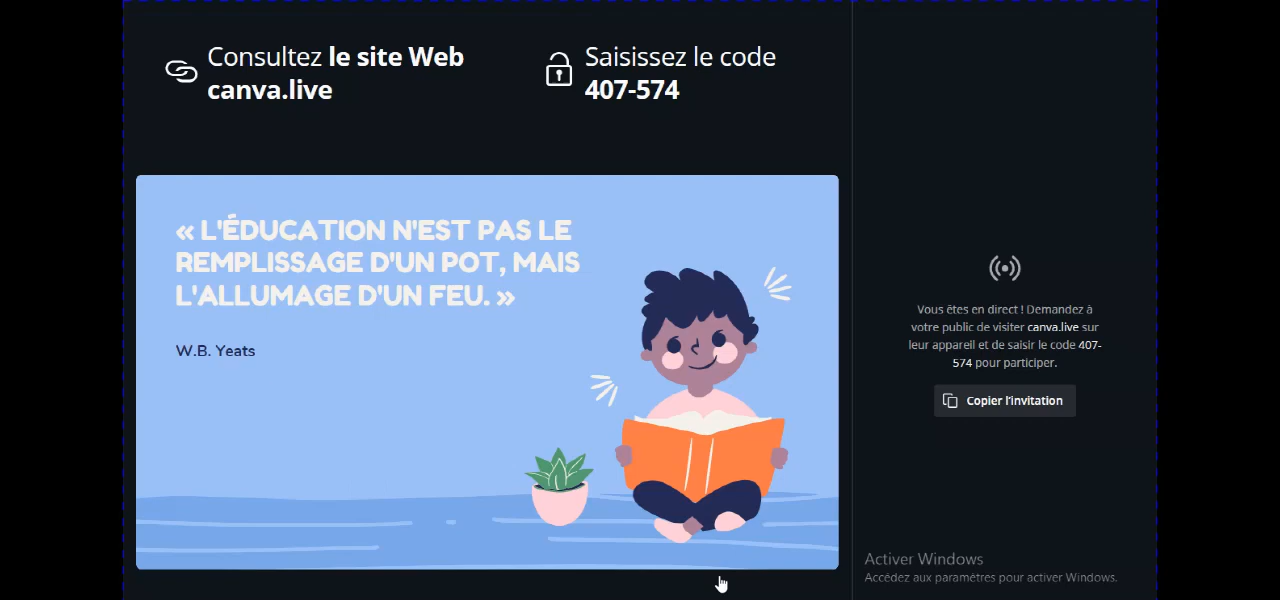 Consultez le site Web
canva.live
Saisissez le code
407-574
« L'ÉDUCATION N'EST PAS LE
REMPLISSAGE D'UN POT, MAIS
L'ALLUMAGE D'UN FEU. »
W.B. Yeats
Vous êtes en direct ! Demandez à
votre public de visiter canva.live sur
leur appareil et de saisir le code 407-
574 pour participer.
Copier l'invitation
Activer Windows
Accédez aux paramètres pour activer Windows.